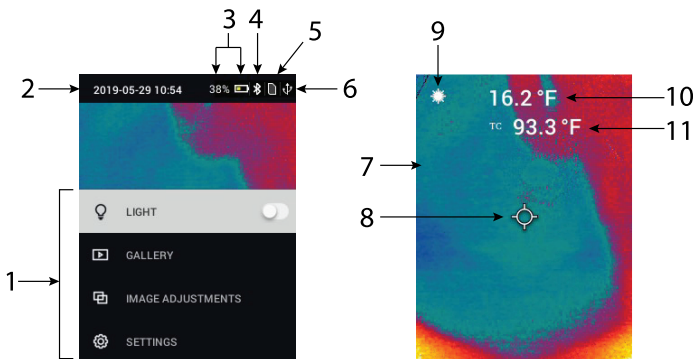 3 4 5
2 2019-05-29 10:54 38% 6
1
LIGHT
GALLERY
IMAGE ADJUSTMENTS
SETTINGS
9
16.2 °F 10
TC 93.3 °F 11
7
8